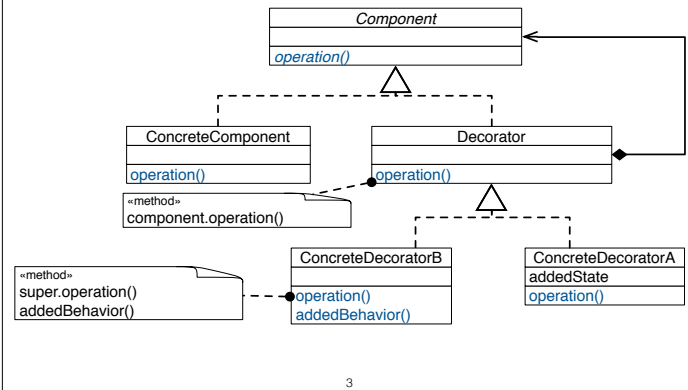 Component
operation()
ConcreteComponent
operation()
Decorator
operation()
«method»
component.operation()
ConcreteDecoratorB
operation()
addedBehavior()
ConcreteDecoratorA
addedState
operation()
«method»
super.operation()
addedBehavior()
3